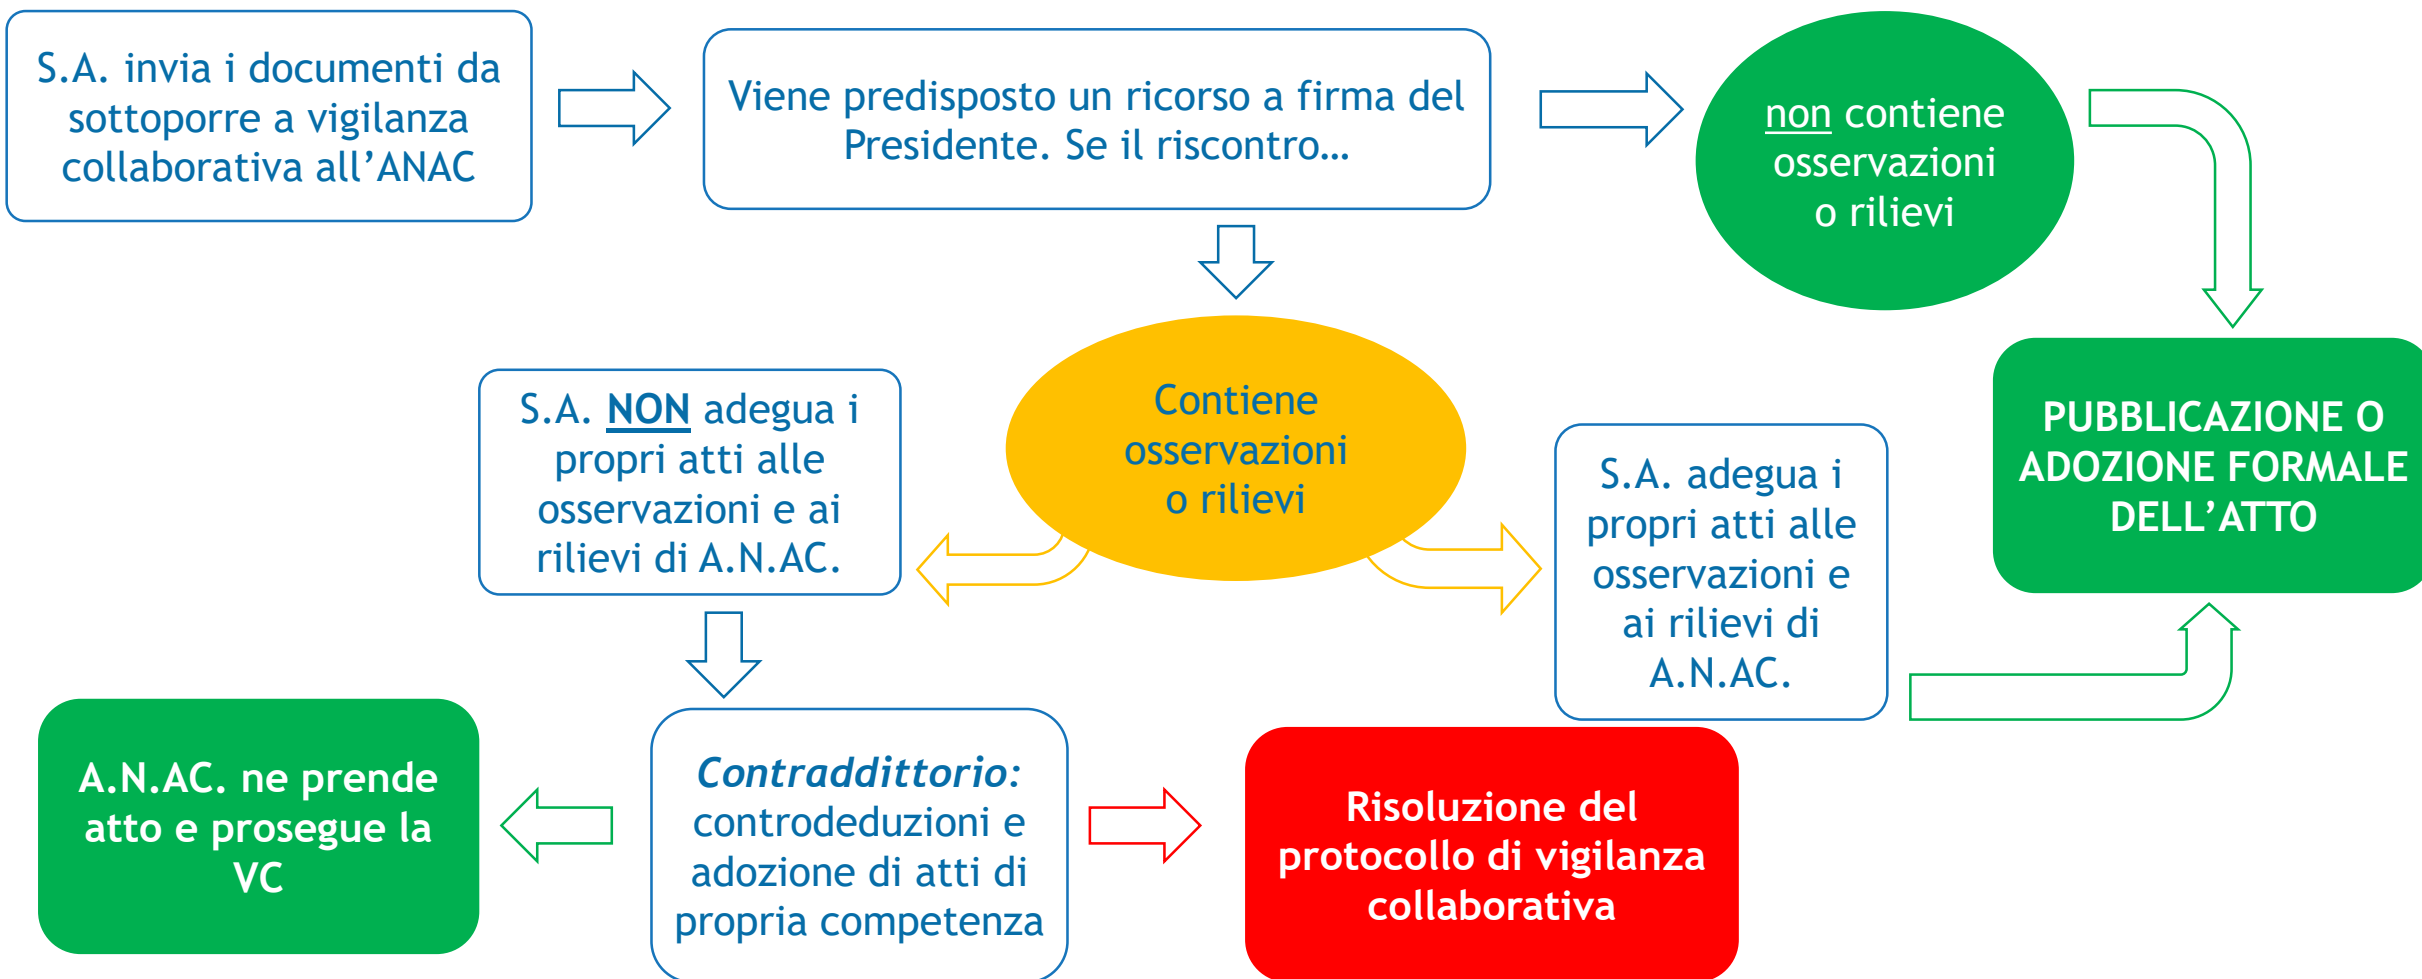 S.A. invia i documenti da
sottoporre a vigilanza
collaborativa all’ANAC
Viene predisposto un ricorso a firma del
Presidente. Se il riscontro…
non contiene
osservazioni
o rilievi
S.A. NON adegua i
propri atti alle
osservazioni e ai
rilievi di A.N.AC.
Contiene
osservazioni
o rilievi
S.A. adegua i
propri atti alle
osservazioni e
ai rilievi di
A.N.AC.
PUBBLICAZIONE O
ADOZIONE FORMALE
DELL’ATTO
A.N.AC. ne prende
atto e prosegue la
VC
Contraddittorio:
controdeduzioni e
adozione di atti di
propria competenza
Risoluzione del
protocollo di vigilanza
collaborativa